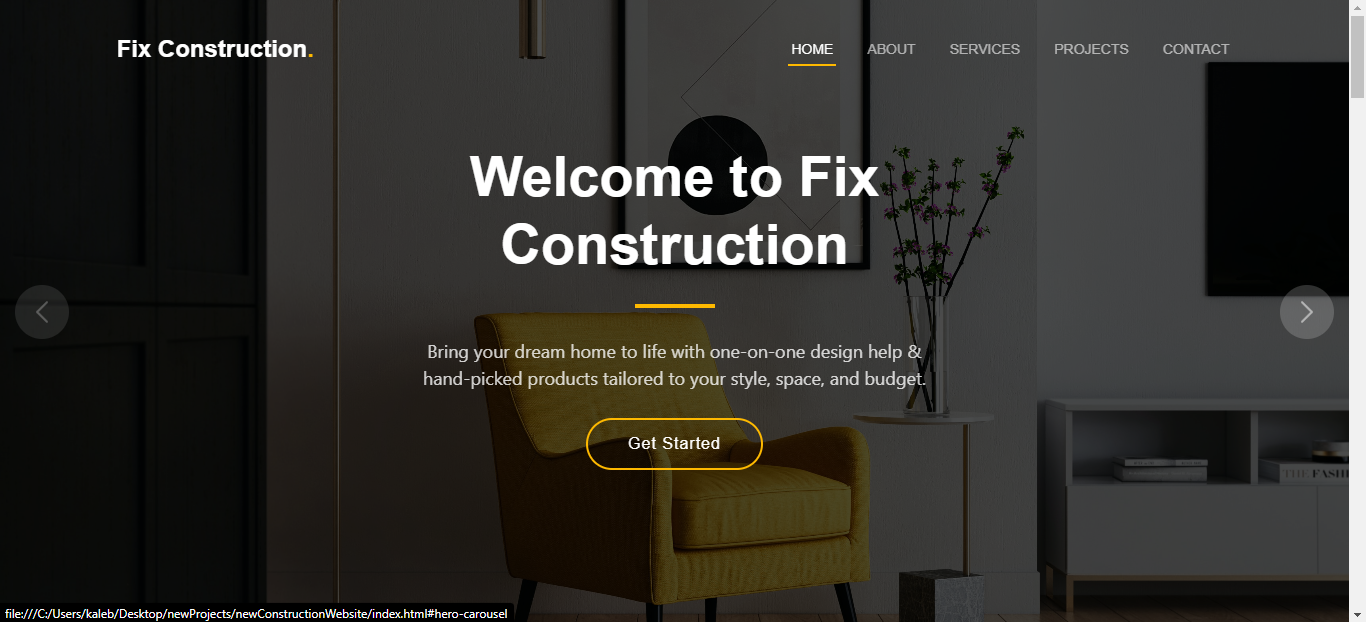 Fix Construction.
HOME ABOUT SERVICES PROJECTS CONTACT
Welcome to Fix
Construction
Bring your dream home to life with one-on-one design help &
hand-picked products tailored to your style, space, and budget.
Get Started
THE FASHI
file:///C:/Users/kaleb/Desktop/newProjects/newConstructionWebsite/index.html#hero-carousel